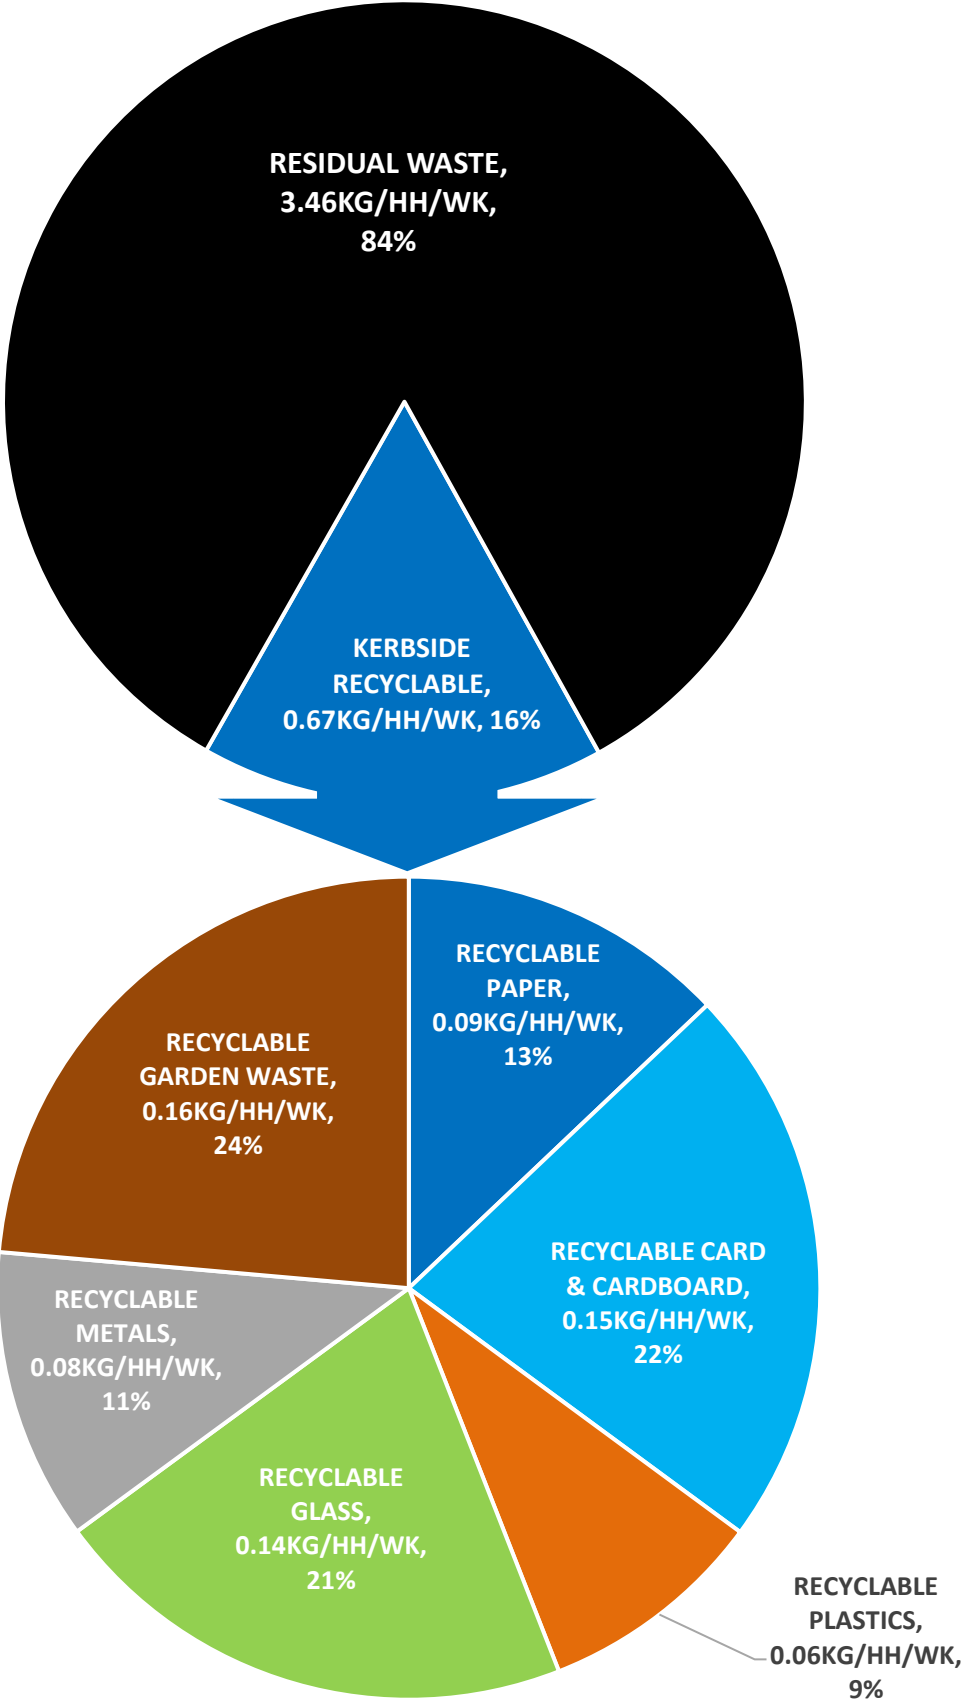 RESIDUAL WASTE,
3.46KG/HH/WK,
84%
KERBSIDE
RECYCLABLE,
0.67KG/HH/WK, 16%
RECYCLABLE
PAPER,
0.09KG/HH/WK,
13%
RECYCLABLE
GARDEN WASTE,
0.16KG/HH/WK,
24%
RECYCLABLE CARD
& CARDBOARD,
0.15KG/HH/WK,
22%
RECYCLABLE
METALS,
0.08KG/HH/WK,
11%
RECYCLABLE
GLASS,
0.14KG/HH/WK,
21%
RECYCLABLE
PLASTICS,
0.06KG/HH/WK,
9%